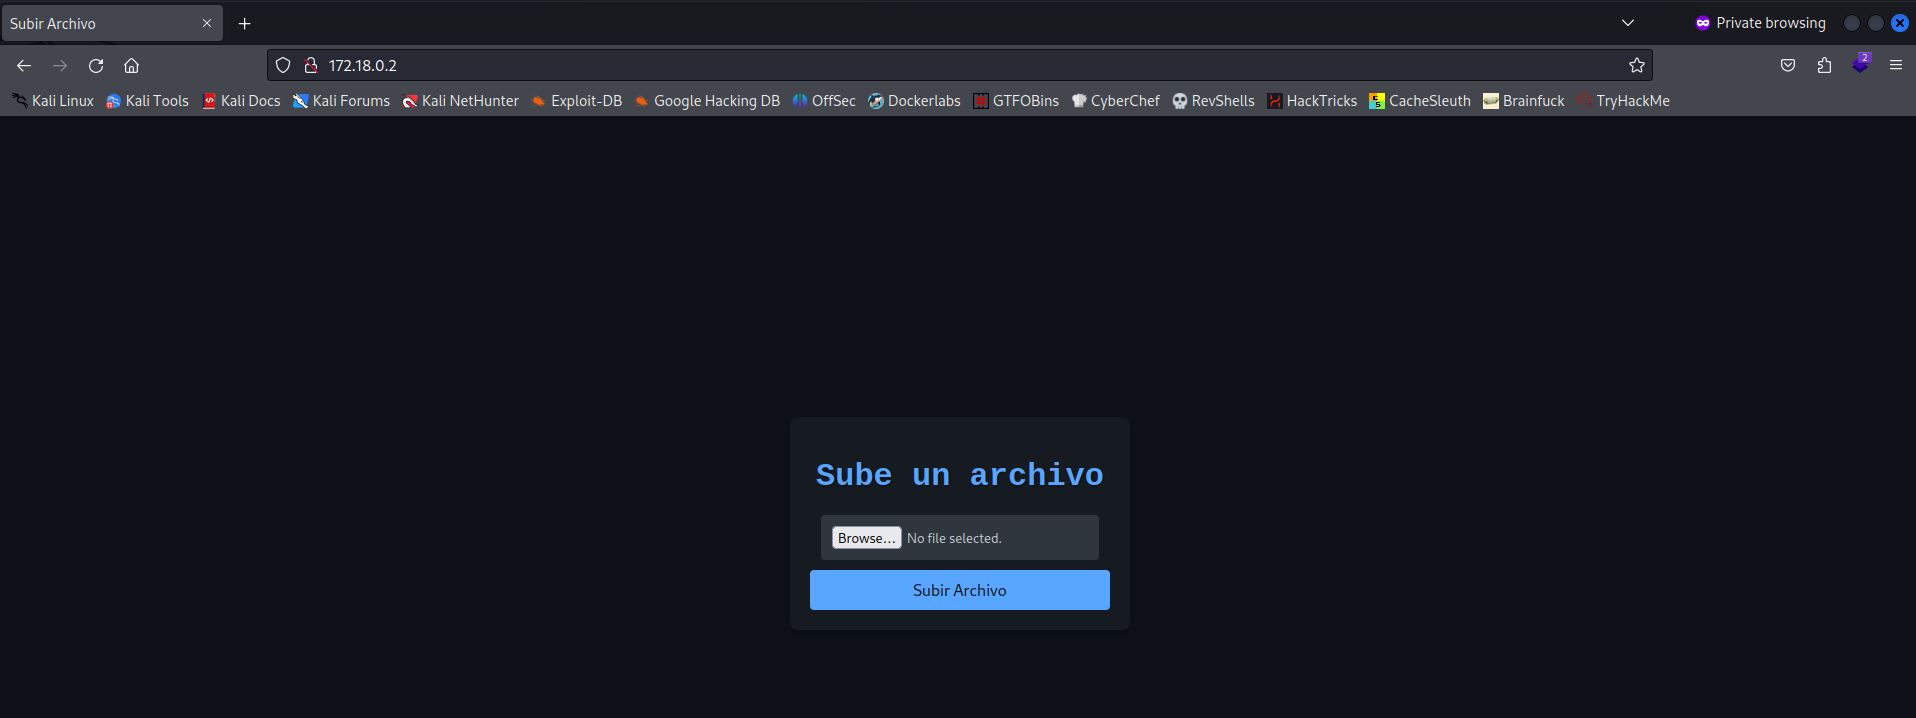 Subir Archivo
Private browsing
172.18.0.2
2
Kali Linux Kali Tools Kali Docs Kali Forums Kali NetHunter Exploit-DB Google Hacking DB OffSec Dockerlabs GTFOBins CyberChef RevShells HackTricks CacheSleuth Brainfuck TryHackMe
Sube un archivo
Browse... No file selected.
Subir Archivo